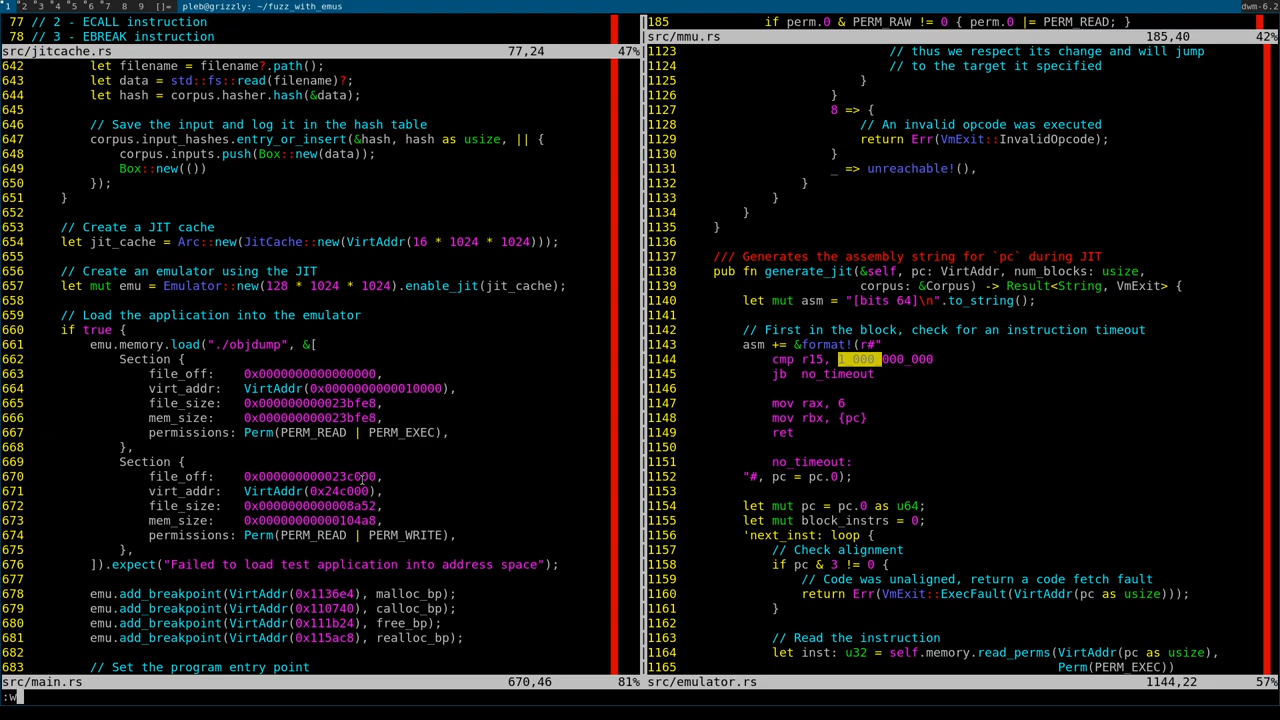 1 2 3 4 5 6 7 8 9 []= pleb@grizzly: ~/fuzz_with_emus dwm-6.2
77 // 2 - ECALL instruction
78 // 3 - EBREAK instruction
src/jitcache.rs 77,24 47%
642 let filename = filename?.path();
643 let data = std::fs::read(filename)?;
644 let hash = corpus.hasher.hash(&data);
645
646 // Save the input and log it in the hash table
647 corpus.input_hashes.entry_or_insert(&hash, hash as usize, || {
648 corpus.inputs.push(Box::new(data));
649 Box::new(())
650 });
651 }
652
653 // Create a JIT cache
654 let jit_cache = Arc::new(JitCache::new(VirtAddr(16 * 1024 * 1024)));
655
656 // Create an emulator using the JIT
657 let mut emu = Emulator::new(128 * 1024 * 1024).enable_jit(jit_cache);
658
659 // Load the application into the emulator
660 if true {
661 emu.memory.load("./objdump", &[
662 Section {
663 file_off: 0x0000000000000000,
664 virt_addr: VirtAddr(0x0000000000010000),
665 file_size: 0x000000000023bfe8,
666 mem_size: 0x000000000023bfe8,
667 permissions: Perm(PERM_READ | PERM_EXEC),
668 },
669 Section {
670 file_off: 0x000000000023c000,
671 virt_addr: VirtAddr(0x24c000),
672 file_size: 0x0000000000008a52,
673 mem_size: 0x00000000000104a8,
674 permissions: Perm(PERM_READ | PERM_WRITE),
675 },
676 ]).expect("Failed to load test application into address space");
677
678 emu.add_breakpoint(VirtAddr(0x1136e4), malloc_bp);
679 emu.add_breakpoint(VirtAddr(0x110740), calloc_bp);
680 emu.add_breakpoint(VirtAddr(0x111b24), free_bp);
681 emu.add_breakpoint(VirtAddr(0x115ac8), realloc_bp);
682
683 // Set the program entry point
src/main.rs 670,46 81%
:w
185 if perm.0 & PERM_RAW != 0 { perm.0 |= PERM_READ; }
src/mmu.rs 185,40 42%
1123 // thus we respect its change and will jump
1124 // to the target it specified
1125 }
1126 }
1127 8 => {
1128 // An invalid opcode was executed
1129 return Err(VmExit::InvalidOpcode);
1130 }
1131 _ => unreachable!(),
1132 }
1133 }
1134 }
1135 }
1136
1137 /// Generates the assembly string for `pc` during JIT
1138 pub fn generate_jit(&self, pc: VirtAddr, num_blocks: usize,
1139 corpus: &Corpus) -> Result<String, VmExit> {
1140 let mut asm = "[bits 64]\n".to_string();
1141
1142 // First in the block, check for an instruction timeout
1143 asm += &format!(r#"
1144 cmp r15, 1_000_000_000
1145 jb no_timeout
1146
1147 mov rax, 6
1148 mov rbx, {pc}
1149 ret
1150
1151 no_timeout:
1152 "#, pc = pc.0);
1153
1154 let mut pc = pc.0 as u64;
1155 let mut block_instrs = 0;
1156 'next_inst: loop {
1157 // Check alignment
1158 if pc & 3 != 0 {
1159 // Code was unaligned, return a code fetch fault
1160 return Err(VmExit::ExecFault(VirtAddr(pc as usize)));
1161 }
1162
1163 // Read the instruction
1164 let inst: u32 = self.memory.read_perms(VirtAddr(pc as usize),
1165 Perm(PERM_EXEC))
src/emulator.rs 1144,22 57%